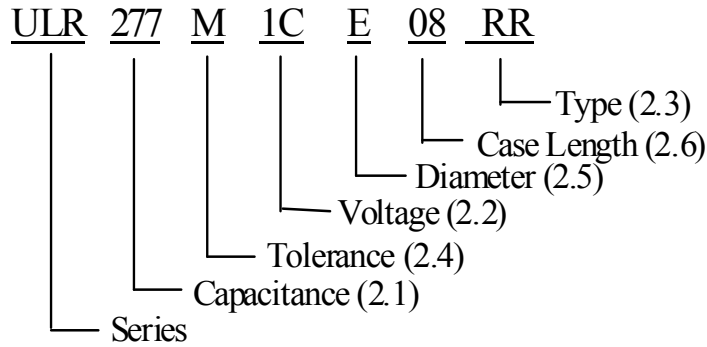 ULR 277 M 1C E 08 RR
Type (2.3)
Case Length (2.6)
Diameter (2.5)
Voltage (2.2)
Tolerance (2.4)
Capacitance (2.1)
Series